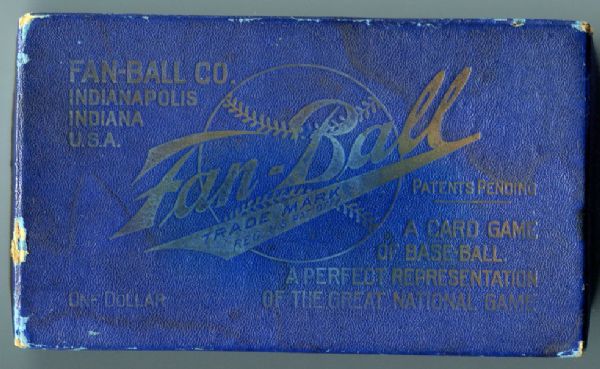 FAN-BALL CO.
INDIANAPOLIS
INDIANA
U.S.A.
Fan-Ball
TRADE MARK
PATENTS PENDING
A CARD GAME
OF BASE-BALL.
A PERFECT REPRESENTATION
OF THE GREAT NATIONAL GAME
ONE DOLLAR